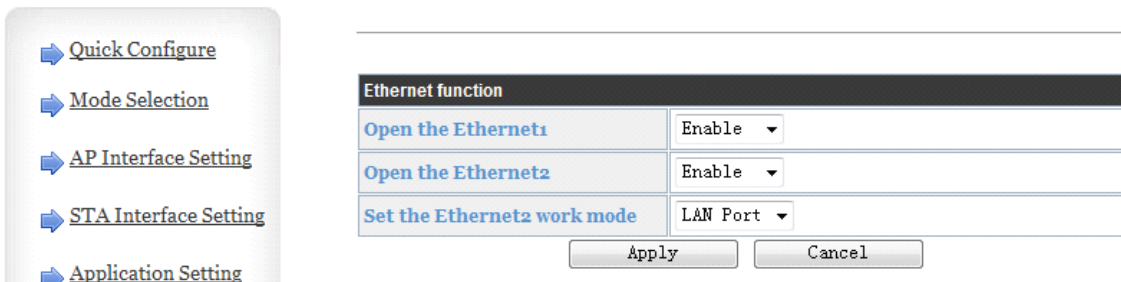 Quick Configure
Mode Selection
AP Interface Setting
STA Interface Setting
Application Setting
Ethernet function
Open the Ethernet1 Enable
Open the Ethernet2 Enable
Set the Ethernet2 work mode LAN Port
Apply Cancel